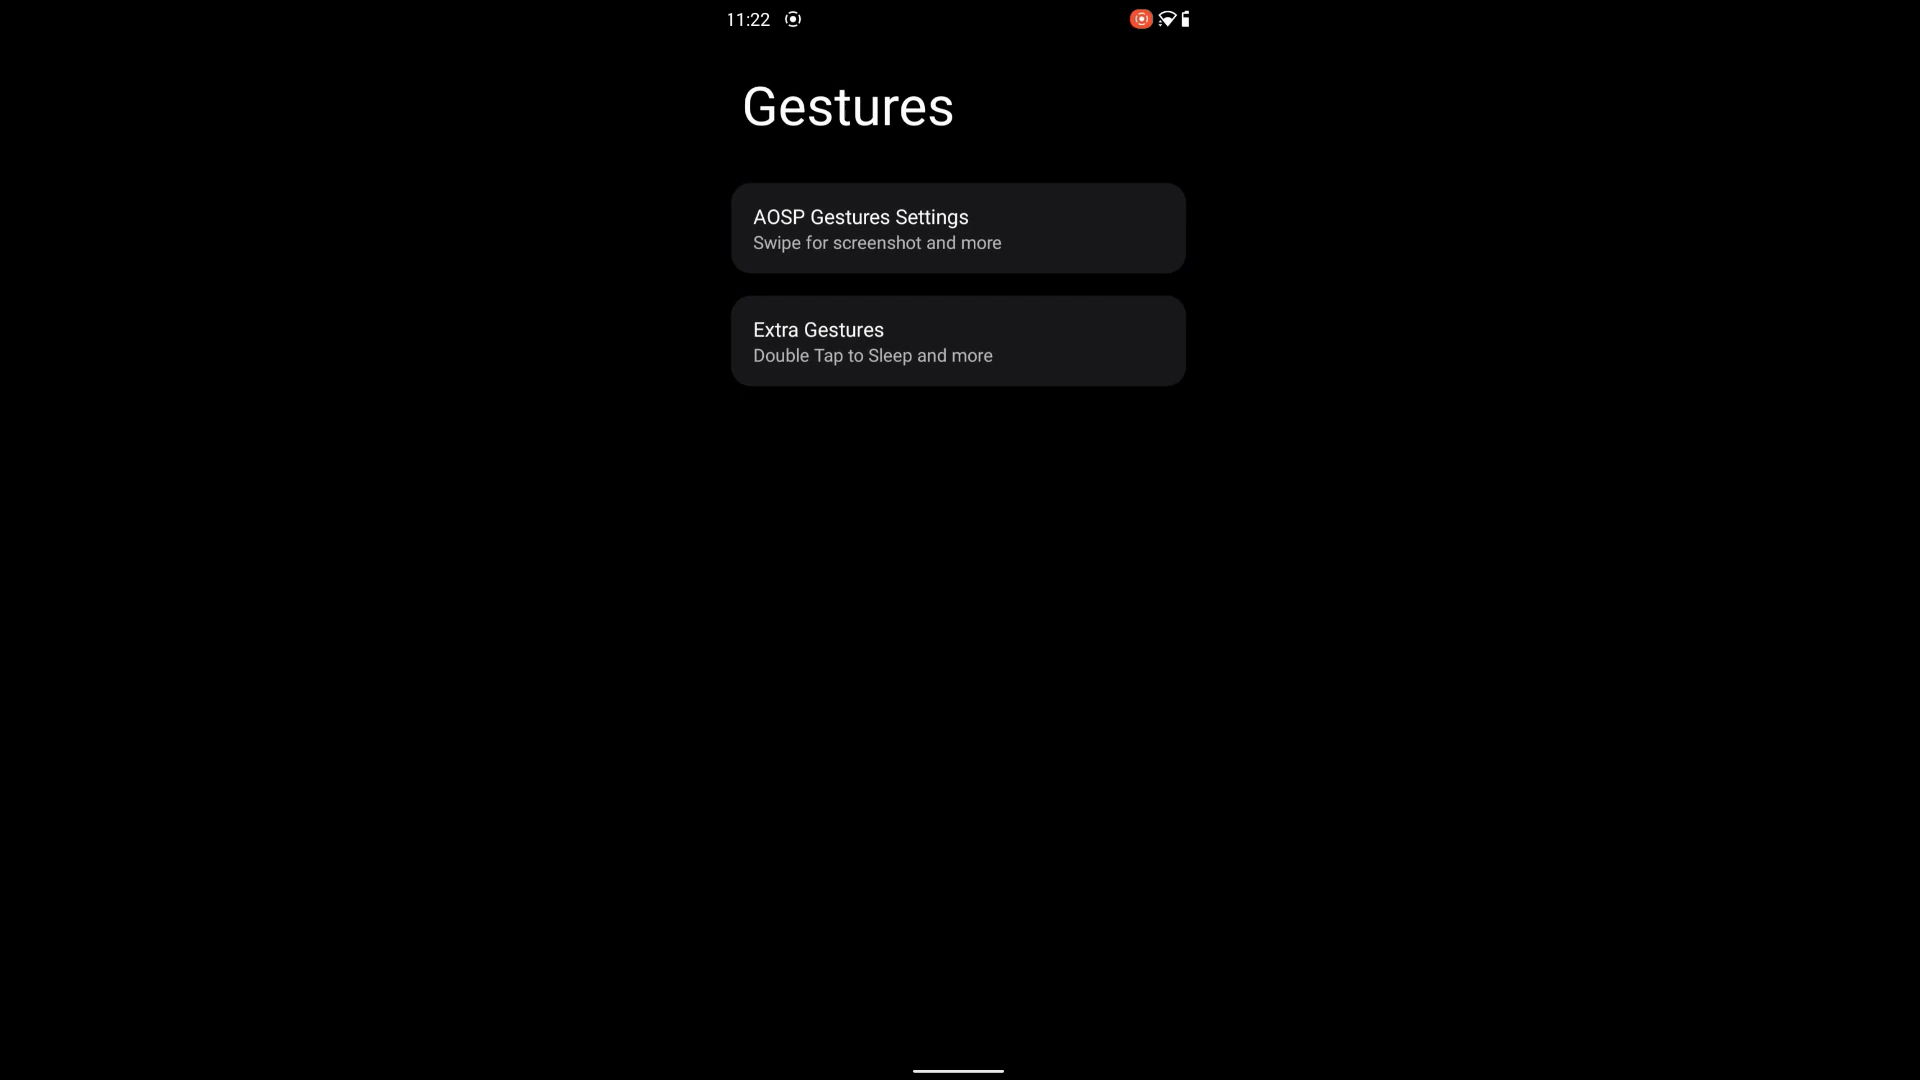 11:22
Gestures
AOSP Gestures Settings
Swipe for screenshot and more
Extra Gestures
Double Tap to Sleep and more